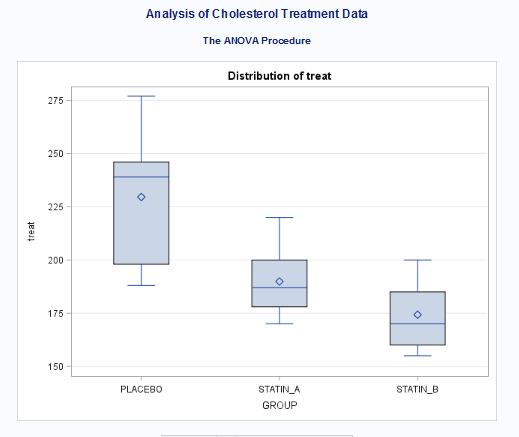 Analysis of Cholesterol Treatment Data
The ANOVA Procedure
Distribution of treat
275
250
225
200
175
150
treat
PLACEBO STATIN_A STATIN_B
GROUP